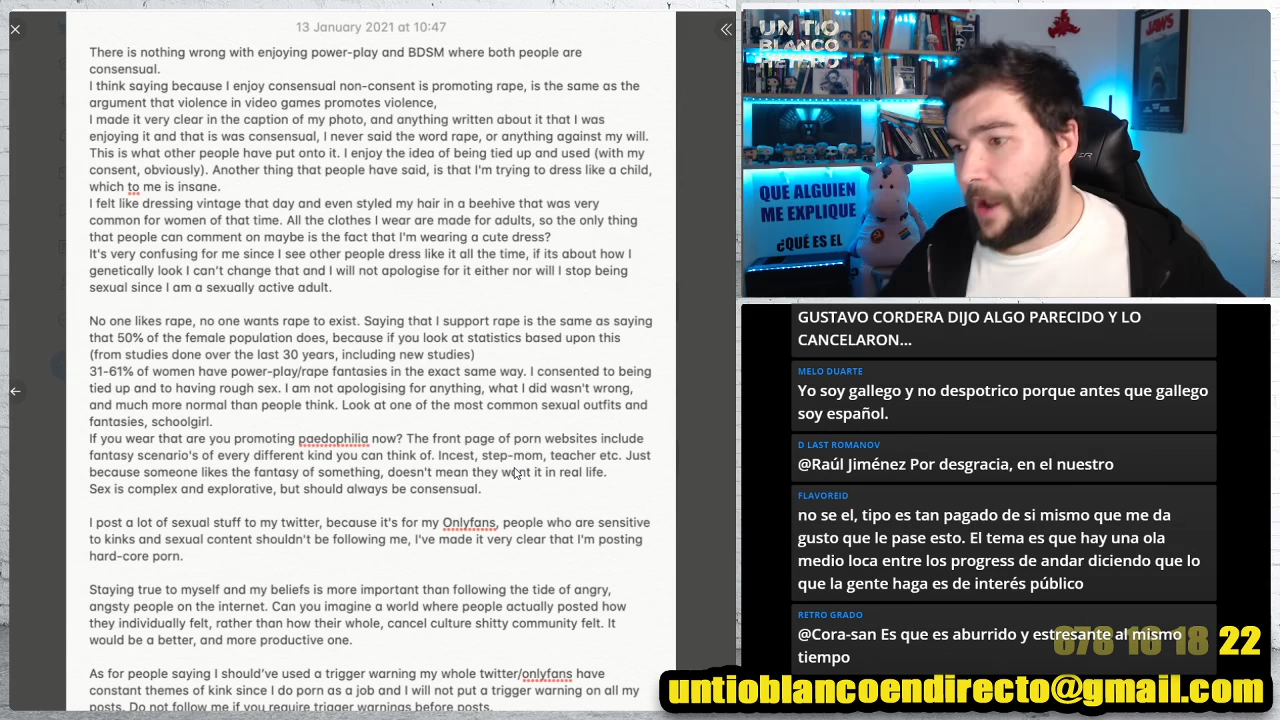 13 January 2021 at 10:47
There is nothing wrong with enjoying power-play and BDSM where both people are
consensual.
I think saying because I enjoy consensual non-consent is promoting rape, is the same as the
argument that violence in video games promotes violence,
I made it very clear in the caption of my photo, and anything written about it that I was
enjoying it and that is was consensual, I never said the word rape, or anything against my will.
This is what other people have put onto it. I enjoy the idea of being tied up and used (with my
consent, obviously). Another thing that people have said, is that I'm trying to dress like a child,
which to me is insane.
I felt like dressing vintage that day and even styled my hair in a beehive that was very
common for women of that time. All the clothes I wear are made for adults, so the only thing
that people can comment on maybe is the fact that I'm wearing a cute dress?
It's very confusing for me since I see other people dress like it all the time, if its about how I
genetically look I can't change that and I will not apologise for it either nor will I stop being
sexual since I am a sexually active adult.
No one likes rape, no one wants rape to exist. Saying that I support rape is the same as saying
that 50% of the female population does, because if you look at statistics based upon this
(from studies done over the last 30 years, including new studies)
31-61% of women have power-play/rape fantasies in the exact same way. I consented to being
tied up and to having rough sex. I am not apologising for anything, what I did wasn't wrong,
and much more normal than people think. Look at one of the most common sexual outfits and
fantasies, schoolgirl.
If you wear that are you promoting paedophilia now? The front page of porn websites include
fantasy scenario's of every different kind you can think of. Incest, step-mom, teacher etc. Just
because someone likes the fantasy of something, doesn't mean they want it in real life.
Sex is complex and explorative, but should always be consensual.
I post a lot of sexual stuff to my twitter, because it's for my Onlyfans, people who are sensitive
to kinks and sexual content shouldn't be following me, I've made it very clear that I'm posting
hard-core porn.
Staying true to myself and my beliefs is more important than following the tide of angry,
angsty people on the internet. Can you imagine a world where people actually posted how
they individually felt, rather than how their whole, cancel culture shitty community felt. It
would be a better, and more productive one.
As for people saying I should've used a trigger warning my whole twitter/onlyfans have
constant themes of kink since I do porn as a job and I will not put a trigger warning on all my
posts. Do not follow me if you require trigger warnings before posts.
UN TIO
BLANCO
HETERO
JAWS
QUE ALGUIEN
ME EXPLIQUE
¿QUÉ ES EL
GUSTAVO CORDERA DIJO ALGO PARECIDO Y LO
CANCELARON...
MELO DUARTE
Yo soy gallego y no despotrico porque antes que gallego
soy español.
D LAST ROMANOV
@Raúl Jiménez Por desgracia, en el nuestro
FLAVOREID
no se el, tipo es tan pagado de si mismo que me da
gusto que le pase esto. El tema es que hay una ola
medio loca entre los progress de andar diciendo que lo
que la gente haga es de interés público
RETRO GRADO
@Cora-san Es que es aburrido y estresante al mismo
tiempo
22
untioblancoendirecto@gmail.com